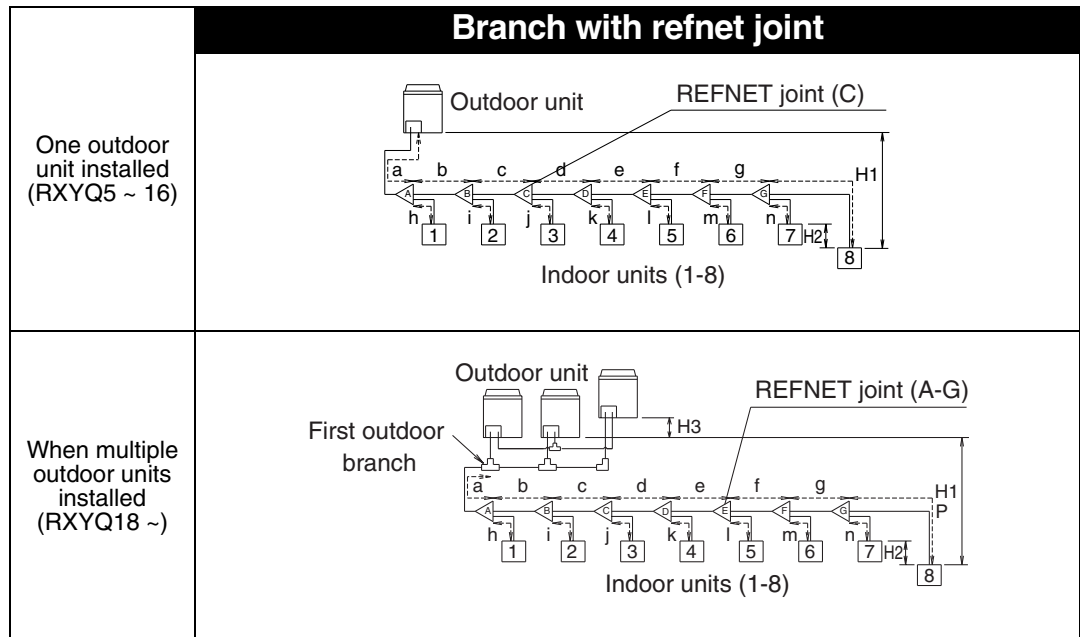 Branch with refnet joint
One outdoor
unit installed
(RXYQ5 ~ 16)
Outdoor unit
REFNET joint (C)
a b c d e f g
H1
A B C D E F G
h i j k l m n
1 2 3 4 5 6 7 H2
8
Indoor units (1-8)
When multiple
outdoor units
installed
(RXYQ18 ~)
Outdoor unit
REFNET joint (A-G)
H3
First outdoor
branch
a b c d e f g
H1
P
A B C D E F G
h i j k l m n
1 2 3 4 5 6 7 H2
8
Indoor units (1-8)